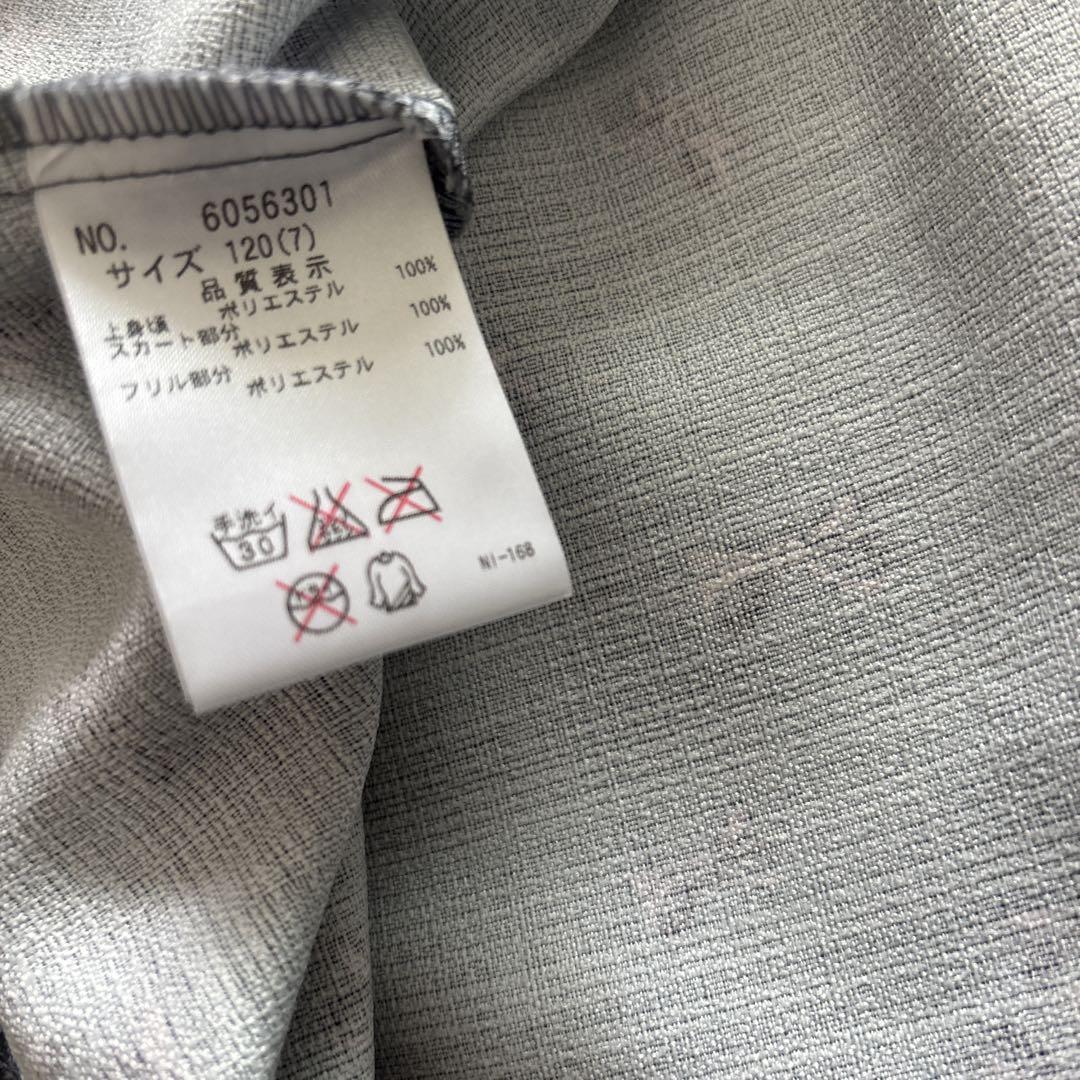 NO. 6056301
サイズ 120(7)
品質表示
上身頃 ポリエステル 100%
スカート部分 ポリエステル 100%
フリル部分 ポリエステル 100%
手洗イ
30
NI-168